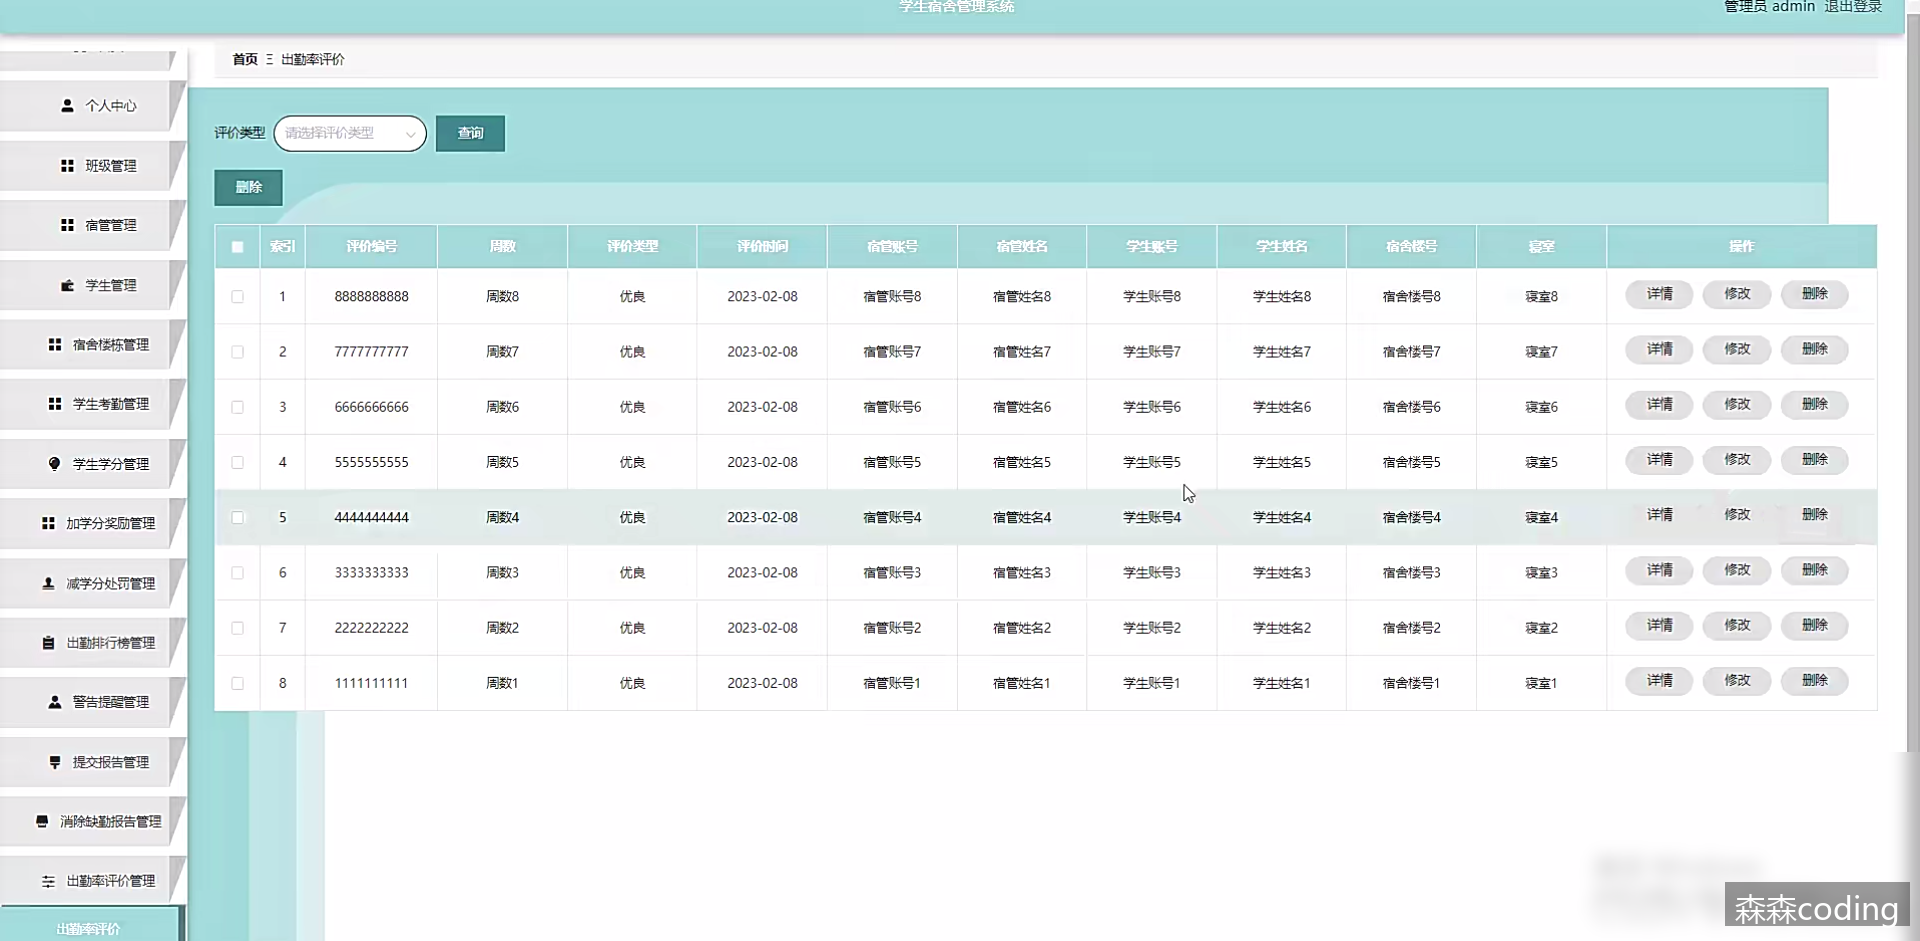 学生宿舍管理系统
管理员 admin 退出登录
首页 Ξ 出勤率评价
个人中心
班级管理
宿管管理
学生管理
宿舍楼栋管理
学生考勤管理
学生学分管理
加学分奖励管理
减学分处罚管理
出勤排行榜管理
警告提醒管理
提交报告管理
消除缺勤报告管理
出勤率评价管理
出勤率评价
评价类型 请选择评价类型 查询
删除
索引 评价编号 周数 评价类型 评价时间 宿管账号 宿管姓名 学生账号 学生姓名 宿舍楼号 寝室 操作
1 8888888888 周数8 优良 2023-02-08 宿管账号8 宿管姓名8 学生账号8 学生姓名8 宿舍楼号8 寝室8 详情 修改 删除
2 7777777777 周数7 优良 2023-02-08 宿管账号7 宿管姓名7 学生账号7 学生姓名7 宿舍楼号7 寝室7 详情 修改 删除
3 6666666666 周数6 优良 2023-02-08 宿管账号6 宿管姓名6 学生账号6 学生姓名6 宿舍楼号6 寝室6 详情 修改 删除
4 5555555555 周数5 优良 2023-02-08 宿管账号5 宿管姓名5 学生账号5 学生姓名5 宿舍楼号5 寝室5 详情 修改 删除
5 4444444444 周数4 优良 2023-02-08 宿管账号4 宿管姓名4 学生账号4 学生姓名4 宿舍楼号4 寝室4 详情 修改 删除
6 3333333333 周数3 优良 2023-02-08 宿管账号3 宿管姓名3 学生账号3 学生姓名3 宿舍楼号3 寝室3 详情 修改 删除
7 2222222222 周数2 优良 2023-02-08 宿管账号2 宿管姓名2 学生账号2 学生姓名2 宿舍楼号2 寝室2 详情 修改 删除
8 1111111111 周数1 优良 2023-02-08 宿管账号1 宿管姓名1 学生账号1 学生姓名1 宿舍楼号1 寝室1 详情 修改 删除
森森coding